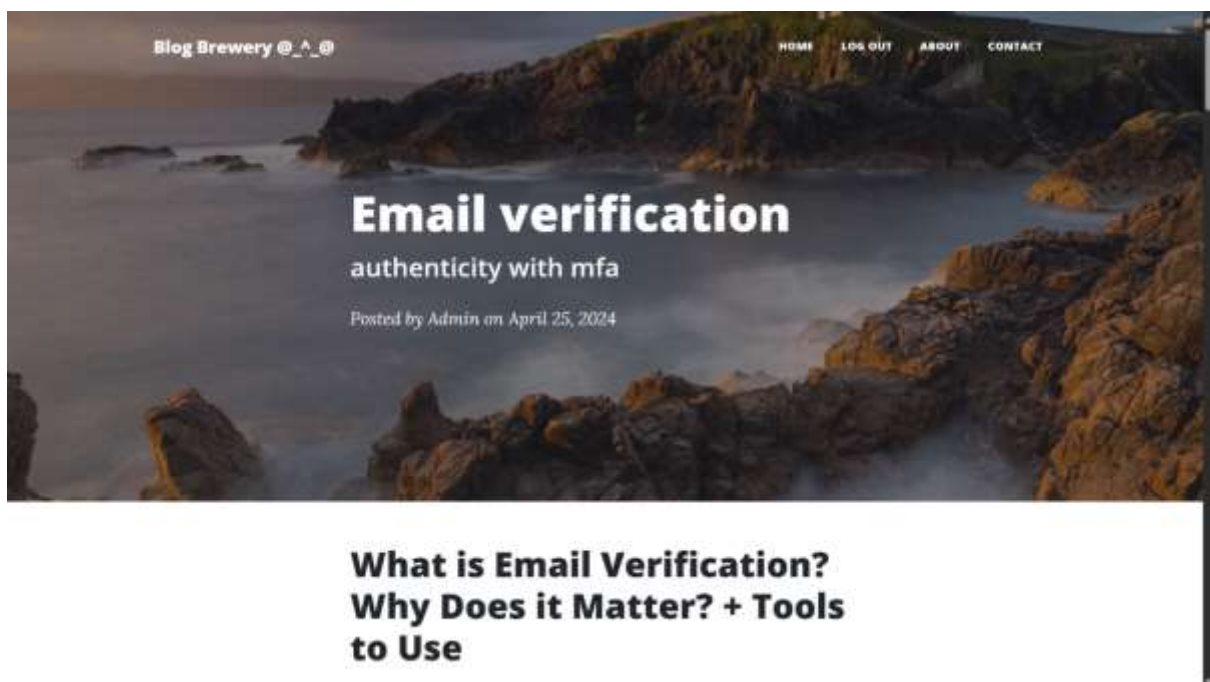 Blog Brewery @_^_@
HOME LOG OUT ABOUT CONTACT
Email verification
authenticity with mfa
Posted by Admin on April 25, 2024
What is Email Verification?
Why Does it Matter? + Tools
to Use